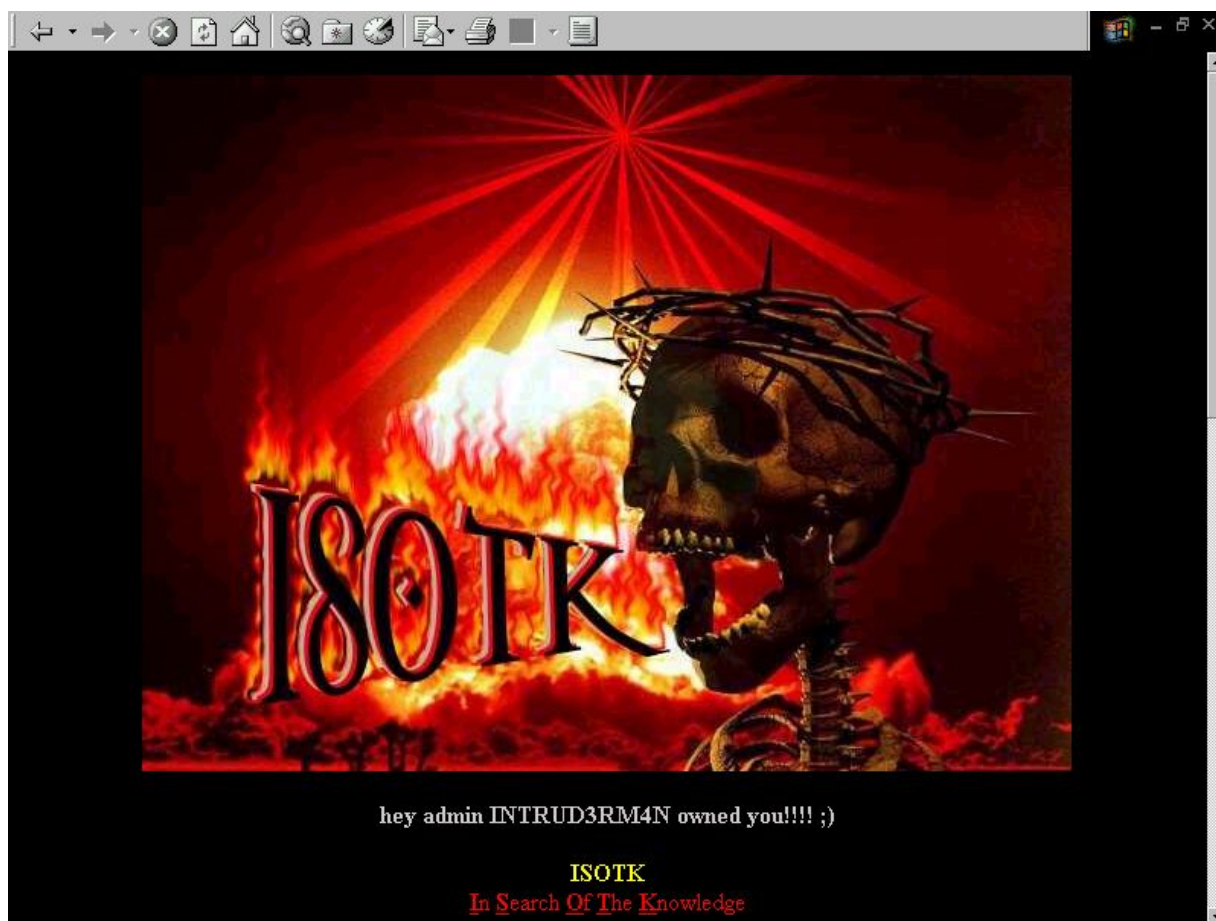 ISOTK
hey admin INTRUD3RM4N owned you!!!! ;)
ISOTK
In Search Of The Knowledge